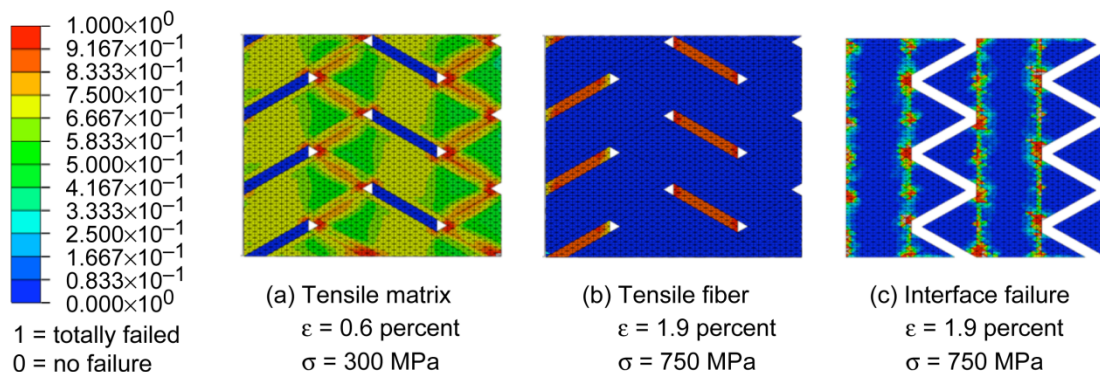 1.000×10⁰
9.167×10⁻¹
8.333×10⁻¹
7.500×10⁻¹
6.667×10⁻¹
5.833×10⁻¹
5.000×10⁻¹
4.167×10⁻¹
3.333×10⁻¹
2.500×10⁻¹
1.667×10⁻¹
0.833×10⁻¹
0.000×10⁰
1 = totally failed
0 = no failure
(a) Tensile matrix
ε = 0.6 percent
σ = 300 MPa
(b) Tensile fiber
ε = 1.9 percent
σ = 750 MPa
(c) Interface failure
ε = 1.9 percent
σ = 750 MPa